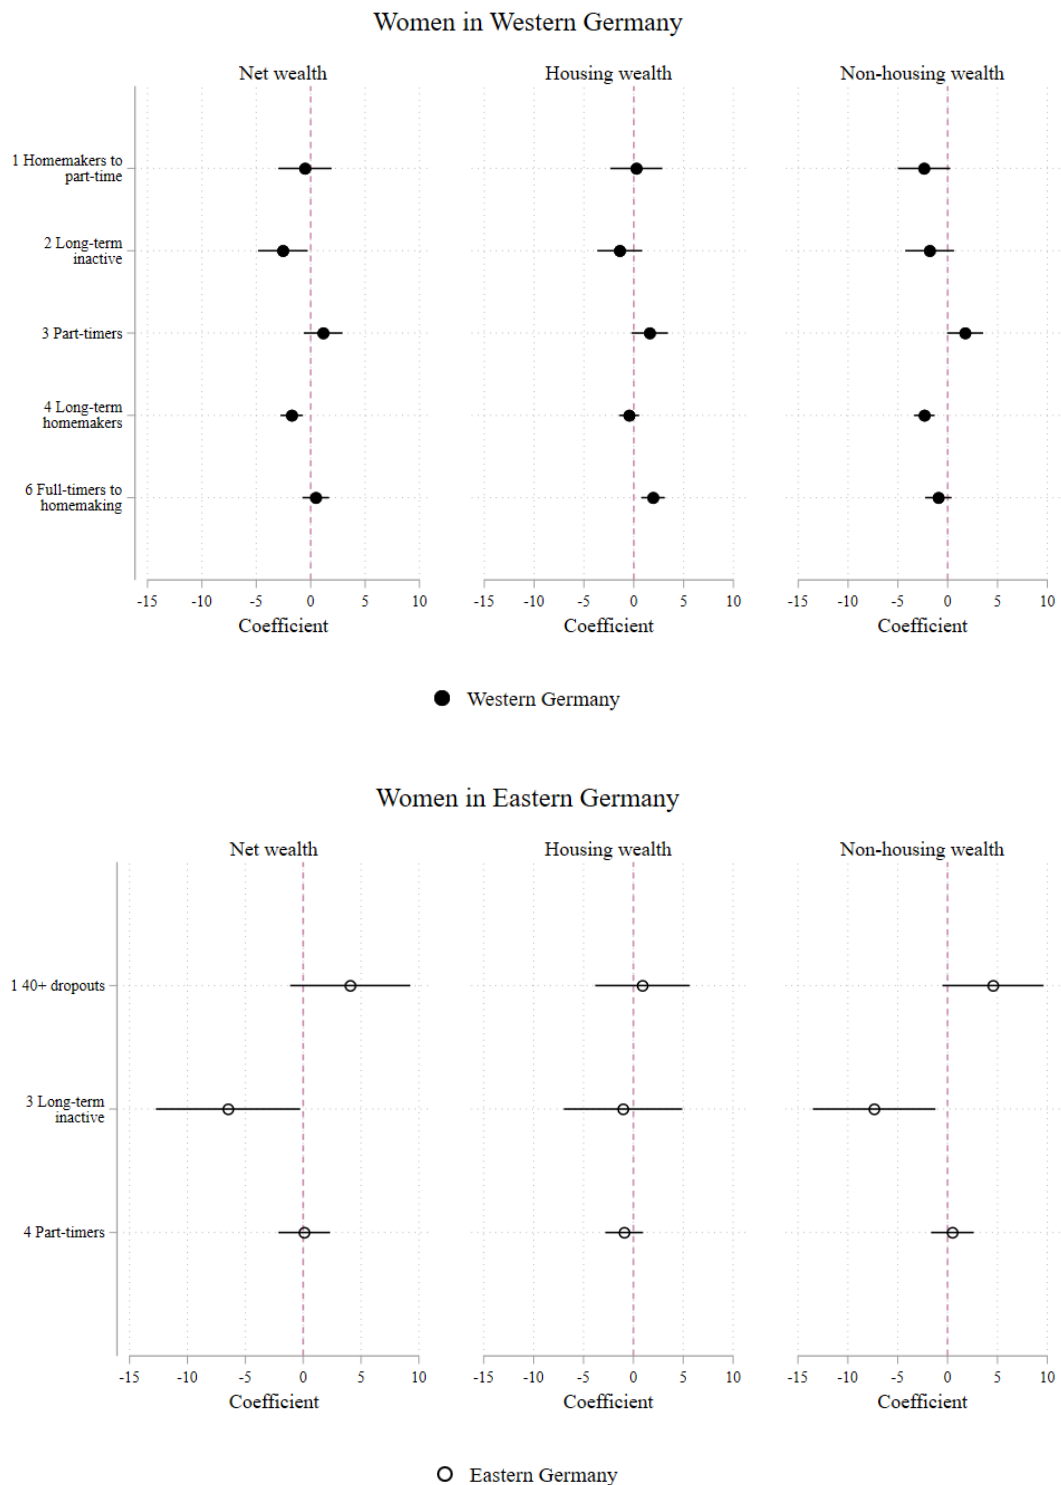 Women in Western Germany
Net wealth
Housing wealth
Non-housing wealth
1 Homemakers to
part-time
2 Long-term
inactive
3 Part-timers
4 Long-term
homemakers
6 Full-timers to
homemaking
-15 -10 -5 0 5 10
-15 -10 -5 0 5 10
-15 -10 -5 0 5 10
Coefficient
Coefficient
Coefficient
Western Germany
Women in Eastern Germany
Net wealth
Housing wealth
Non-housing wealth
1 40+ dropouts
3 Long-term
inactive
4 Part-timers
-15 -10 -5 0 5 10
-15 -10 -5 0 5 10
-15 -10 -5 0 5 10
Coefficient
Coefficient
Coefficient
Eastern Germany